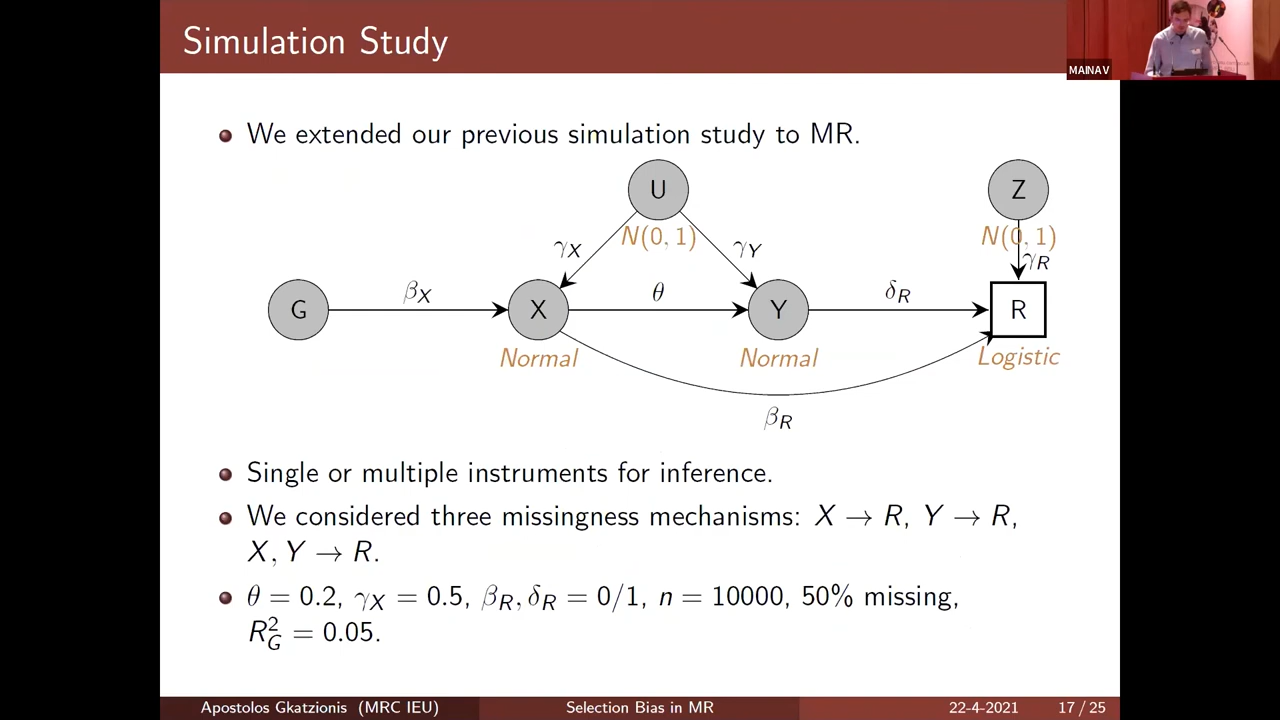 Simulation Study
MAINAV
We extended our previous simulation study to MR.
U
Z
N(0, 1)
N(0, 1)
γX
γY
γR
G
βX
X
θ
Y
δR
R
Normal
Normal
Logistic
βR
Single or multiple instruments for inference.
We considered three missingness mechanisms: X → R, Y → R,
X, Y → R.
θ = 0.2, γX = 0.5, βR, δR = 0/1, n = 10000, 50% missing,
R²G = 0.05.
Apostolos Gkatzionis (MRC IEU)
Selection Bias in MR
22-4-2021
17 / 25